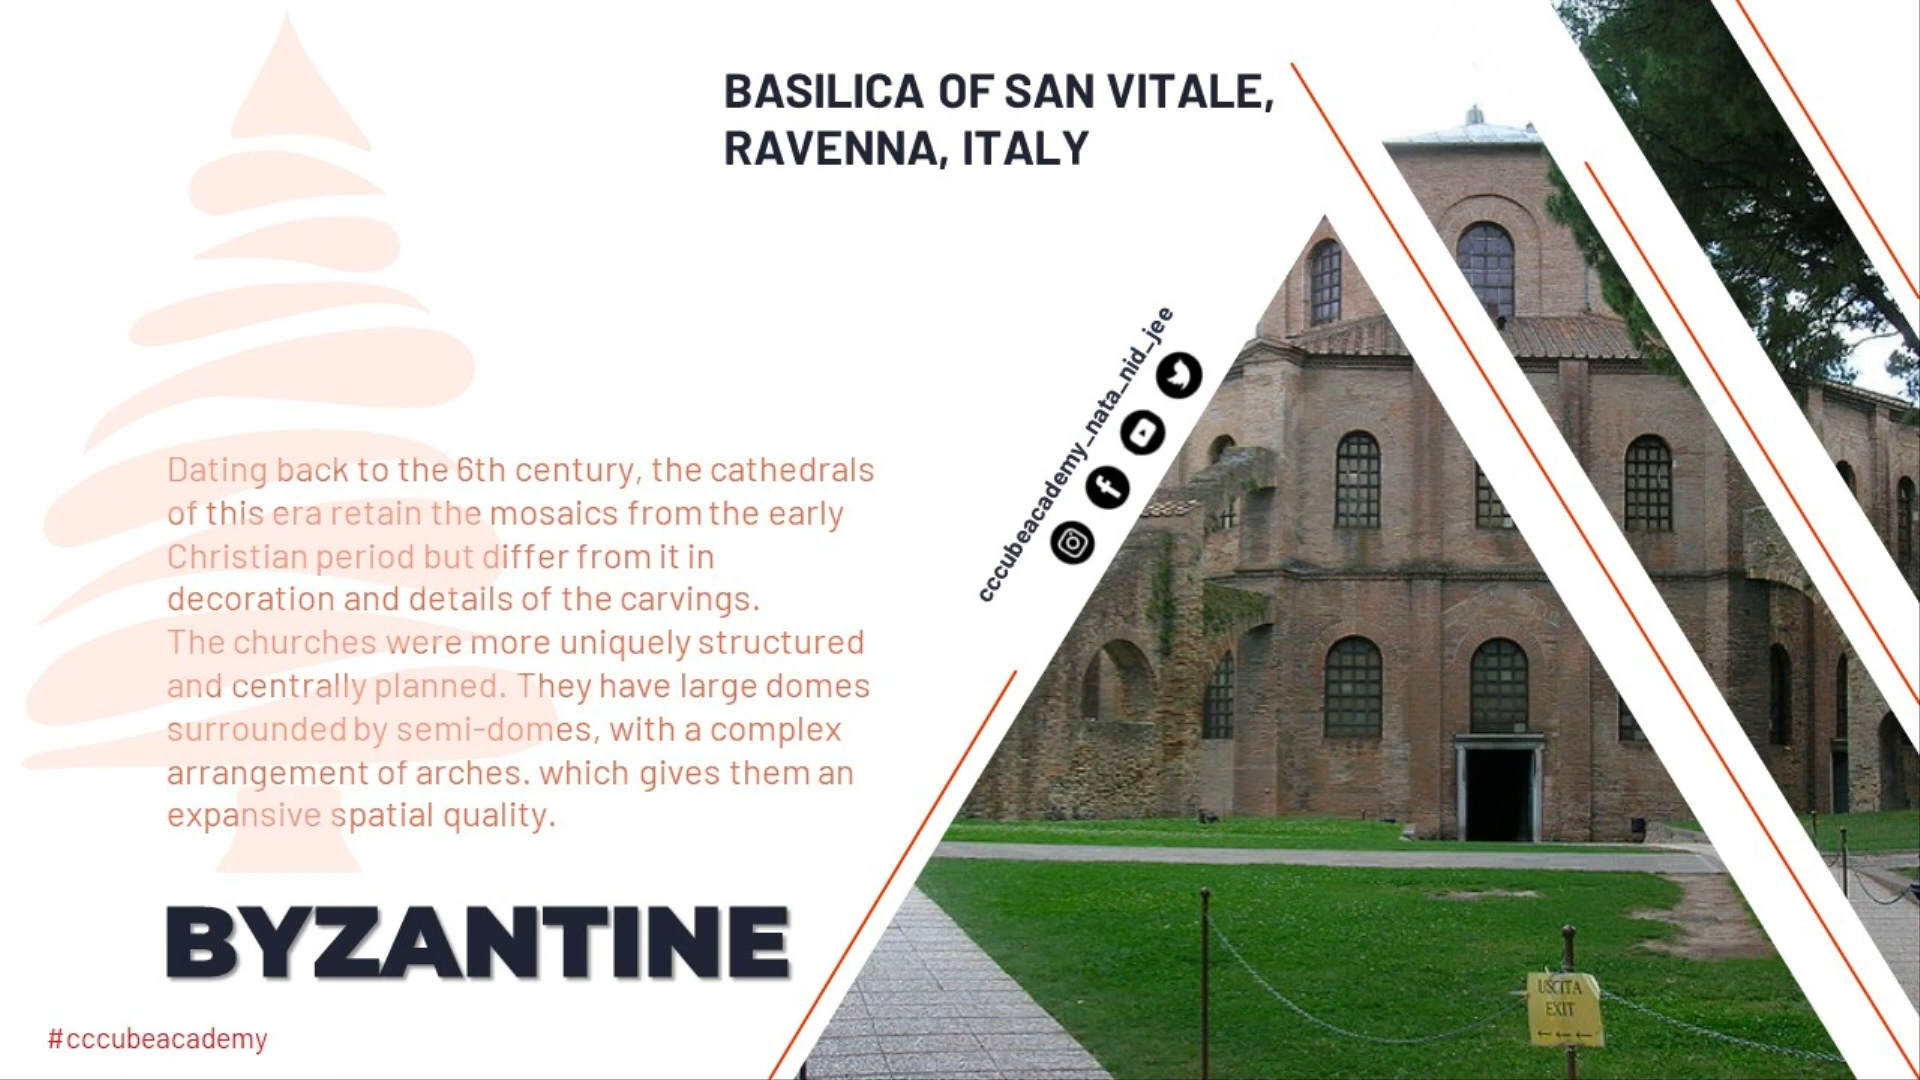 BASILICA OF SAN VITALE,
RAVENNA, ITALY
cccubeacademy_nata_nid_jee
Dating back to the 6th century, the cathedrals
of this era retain the mosaics from the early
Christian period but differ from it in
decoration and details of the carvings.
The churches were more uniquely structured
and centrally planned. They have large domes
surrounded by semi-domes, with a complex
arrangement of arches. which gives them an
expansive spatial quality.
BYZANTINE
#cccubeacademy
USCITA
EXIT